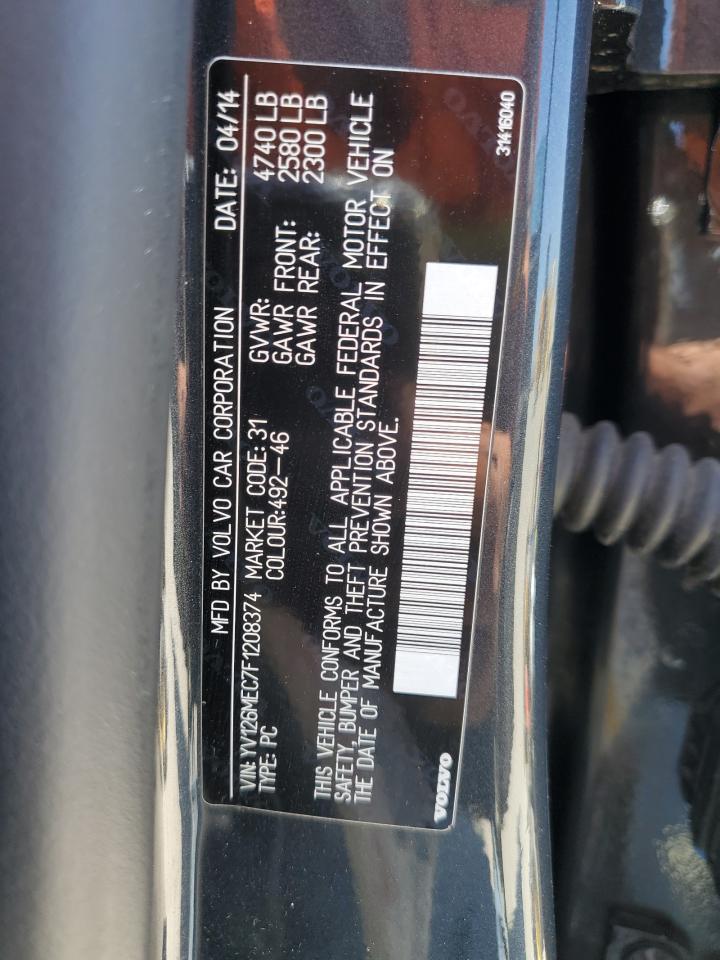 MFD BY VOLVO CAR CORPORATION DATE: 04/14
VIN: YV126MEC7F1208374 MARKET CODE: 31 GVWR: 4740 LB
TYPE: PC COLOUR:492-46 GAWR FRONT: 2580 LB
GAWR REAR: 2300 LB
THIS VEHICLE CONFORMS TO ALL APPLICABLE FEDERAL MOTOR VEHICLE
SAFETY, BUMPER AND THEFT PREVENTION STANDARDS IN EFFECT ON
THE DATE OF MANUFACTURE SHOWN ABOVE.
VOLVO 31416040